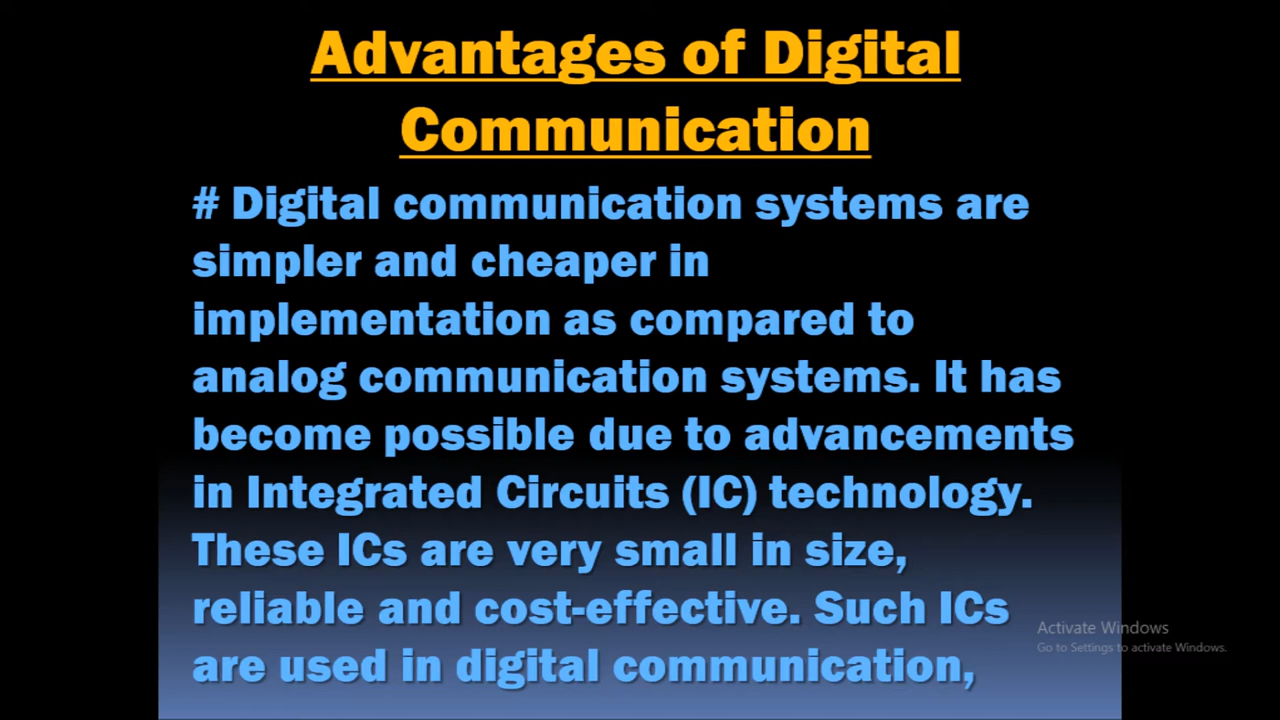 Advantages of Digital
Communication
# Digital communication systems are
simpler and cheaper in
implementation as compared to
analog communication systems. It has
become possible due to advancements
in Integrated Circuits (IC) technology.
These ICs are very small in size,
reliable and cost-effective. Such ICs
are used in digital communication,
Activate Windows
Go to Settings to activate Windows.